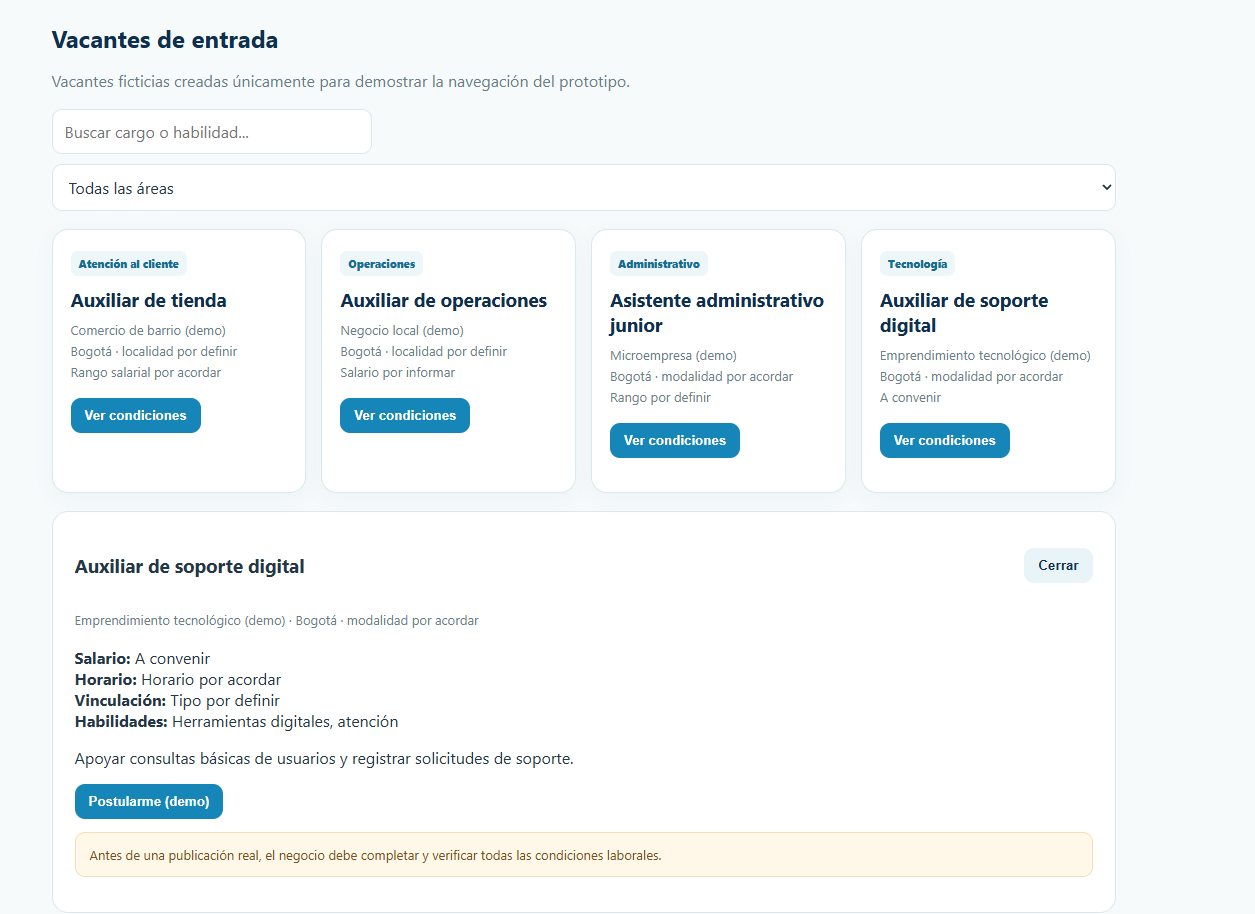 Vacantes de entrada
Vacantes ficticias creadas únicamente para demostrar la navegación del prototipo.
Buscar cargo o habilidad...
Todas las áreas
Atención al cliente
Auxiliar de tienda
Comercio de barrio (demo)
Bogotá · localidad por definir
Rango salarial por acordar
Ver condiciones
Operaciones
Auxiliar de operaciones
Negocio local (demo)
Bogotá · localidad por definir
Salario por informar
Ver condiciones
Administrativo
Asistente administrativo
junior
Microempresa (demo)
Bogotá · modalidad por acordar
Rango por definir
Ver condiciones
Tecnología
Auxiliar de soporte
digital
Emprendimiento tecnológico (demo)
Bogotá · modalidad por acordar
A convenir
Ver condiciones
Auxiliar de soporte digital
Cerrar
Emprendimiento tecnológico (demo) · Bogotá · modalidad por acordar
Salario: A convenir
Horario: Horario por acordar
Vinculación: Tipo por definir
Habilidades: Herramientas digitales, atención
Apoyar consultas básicas de usuarios y registrar solicitudes de soporte.
Postularme (demo)
Antes de una publicación real, el negocio debe completar y verificar todas las condiciones laborales.